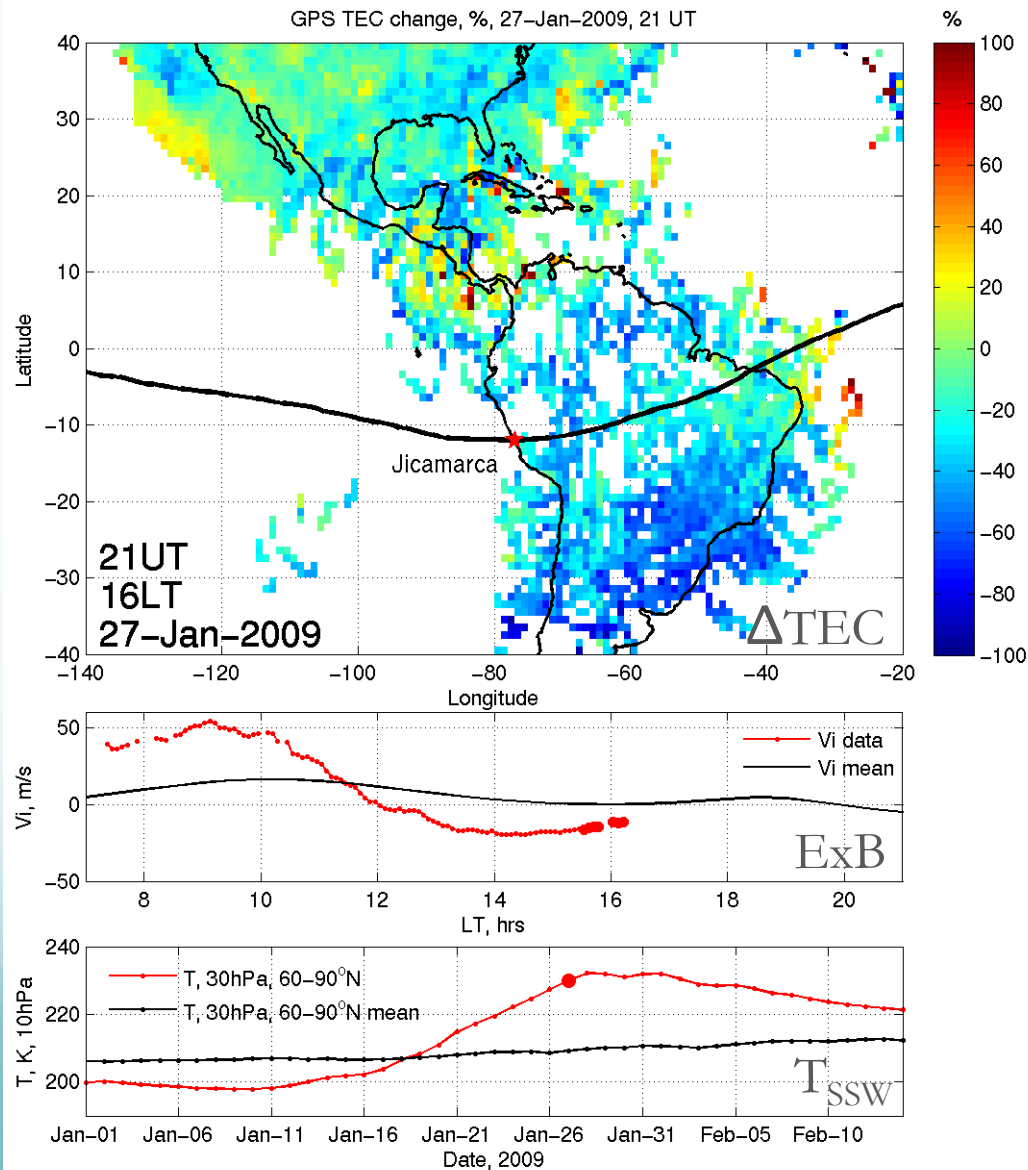 GPS TEC change, %, 27-Jan-2009, 21 UT
%
40
30
20
10
0
-10
-20
-30
-40
Latitude
Jicamarca
21UT
16LT
27-Jan-2009
ΔTEC
-140 -120 -100 -80 -60 -40 -20
Longitude
100
80
60
40
20
0
-20
-40
-60
-80
-100
50
0
-50
Vi, m/s
Vi data
Vi mean
ExB
8 10 12 14 16 18 20
LT, hrs
240
220
200
T, K, 10hPa
T, 30hPa, 60-90°N
T, 30hPa, 60-90°N mean
TSSW
Jan-01 Jan-06 Jan-11 Jan-16 Jan-21 Jan-26 Jan-31 Feb-05 Feb-10
Date, 2009